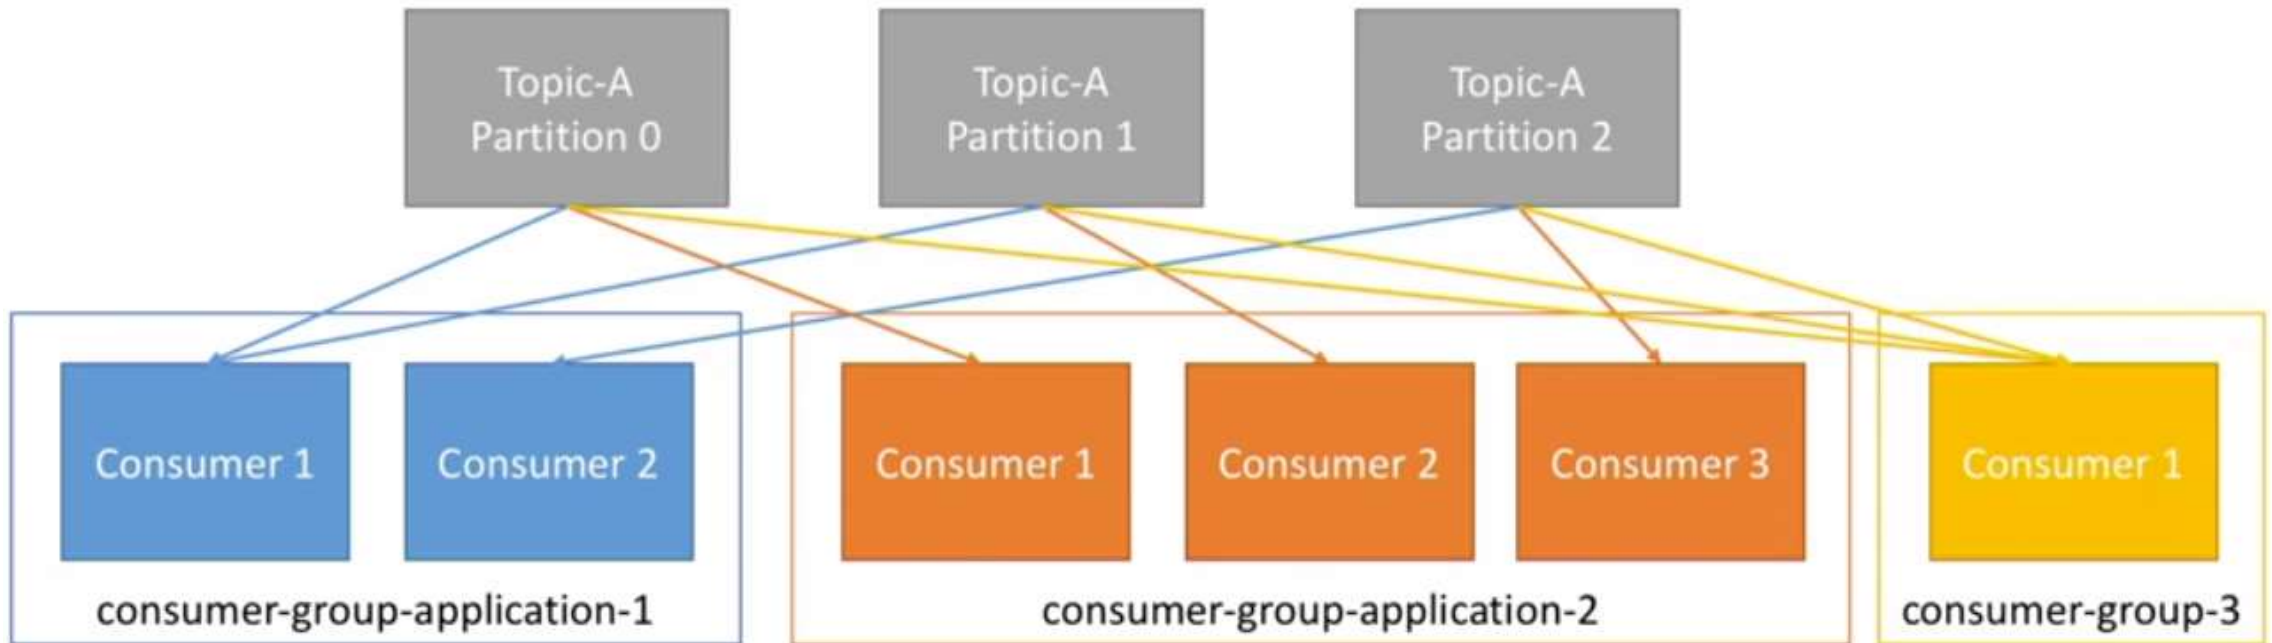 Topic-A
Partition 0
Topic-A
Partition 1
Topic-A
Partition 2
Consumer 1
Consumer 2
consumer-group-application-1
Consumer 1
Consumer 2
Consumer 3
consumer-group-application-2
Consumer 1
consumer-group-3